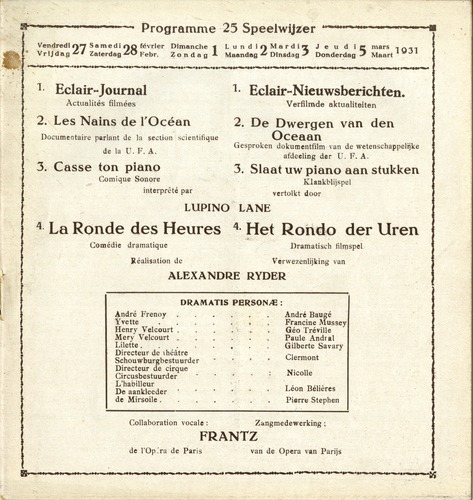 Programme 25 Speelwijzer
Vendredi Vrijdag 27 Samedi Zaterdag 28 février Febr. Dimanche Zondag 1 Lundi Maandag 2 Mardi Dinsdag 3 Jeudi Donderdag 5 mars Maart 1931
1. Eclair-Journal
Actualités filmées
2. Les Nains de l'Océan
Documentaire parlant de la section scientifique
de la U. F. A.
3. Casse ton piano
Comique Sonore
interprété par
1. Eclair-Nieuwsberichten.
Verfilmde aktualiteiten
2. De Dwergen van den
Oceaan
Gesproken dokumentfilm van de wetenschappelijke
afdeeling der U. F. A.
3. Slaat uw piano aan stukken
Klankblijspel
vertolkt door
LUPINO LANE
4. La Ronde des Heures
Comédie dramatique
Réalisation de
4. Het Rondo der Uren
Dramatisch filmspel
Verwezenlijking van
ALEXANDRE RYDER
DRAMATIS PERSONÆ :
André Frenoy . . . . . André Baugé
Yvette . . . . . Francine Mussey
Henry Velcourt . . . . . Géo Tréville
Mery Velcourt . . . . . Paule Andral
Lilette . . . . . Gilberte Savary
Directeur de théâtre
Schouwburgbestuurder . . . . Clermont
Directeur de cirque
Circusbestuurder . . . . Nicolle
L'habilleur
De aankleeder . . . . Léon Bélières
de Mirsolle . . . . . Pierre Stephen
Collaboration vocale : Zangmedewerking :
FRANTZ
de l'Opéra de Paris van de Opera van Parijs